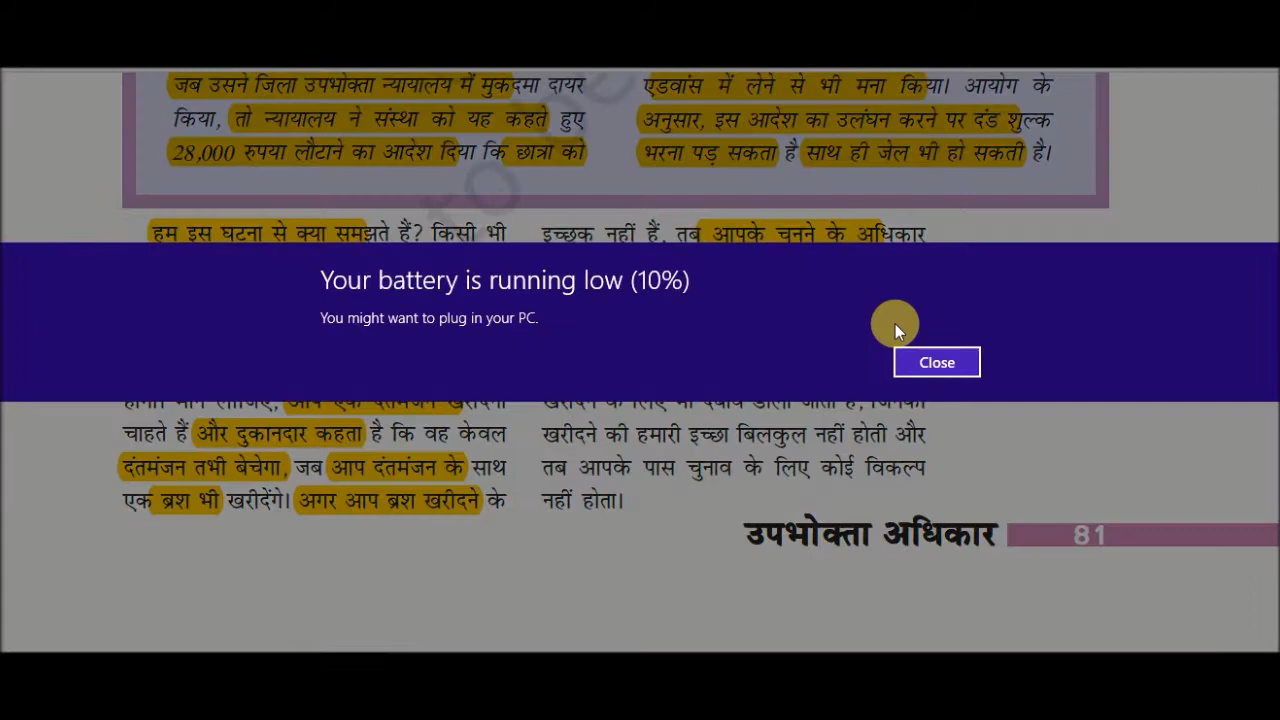 जब उसने जिला उपभोक्ता न्यायालय में मुकदमा दायर
किया, तो न्यायालय ने संस्था को यह कहते हुए
28,000 रुपया लौटाने का आदेश दिया कि छात्रा को
एडवांस में लेने से भी मना किया। आयोग के
अनुसार, इस आदेश का उलंघन करने पर दंड शुल्क
भरना पड़ सकता है साथ ही जेल भी हो सकती है।
to be
हम इस घटना से क्या समझते हैं? किसी भी
Your battery is running low (10%)
You might want to plug in your PC.
Close
चाहते हैं और दुकानदार कहता है कि वह केवल
दंतमंजन तभी बेचेगा, जब आप दंतमंजन के साथ
एक ब्रश भी खरीदेंगे। अगर आप ब्रश खरीदने के
इच्छुक नहीं हैं, तब आपके चुनने के अधिकार
खरीदने की हमारी इच्छा बिलकुल नहीं होती और
तब आपके पास चुनाव के लिए कोई विकल्प
नहीं होता।
उपभोक्ता अधिकार 81